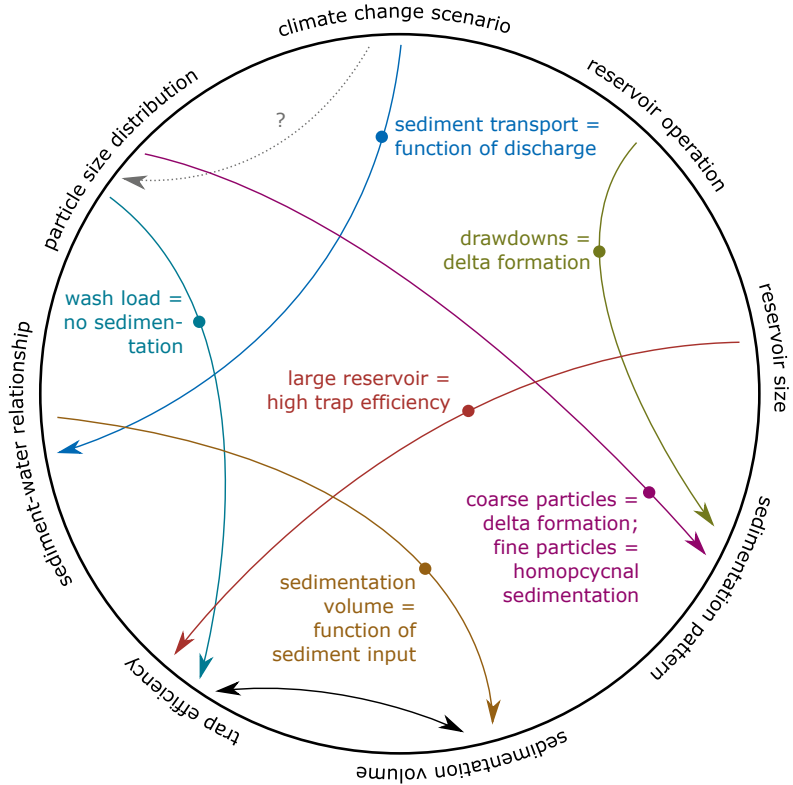 climate change scenario
reservoir operation
particle size distribution
?
sediment transport =
function of discharge
drawdowns =
delta formation
wash load =
no sedimen-
tation
reservoir size
sediment-water relationship
large reservoir =
high trap efficiency
coarse particles =
delta formation;
fine particles =
homopcycnal
sedimentation
sedimentation
volume =
function of
sediment input
sedimentation pattern
trap efficiency
sedimentation volume